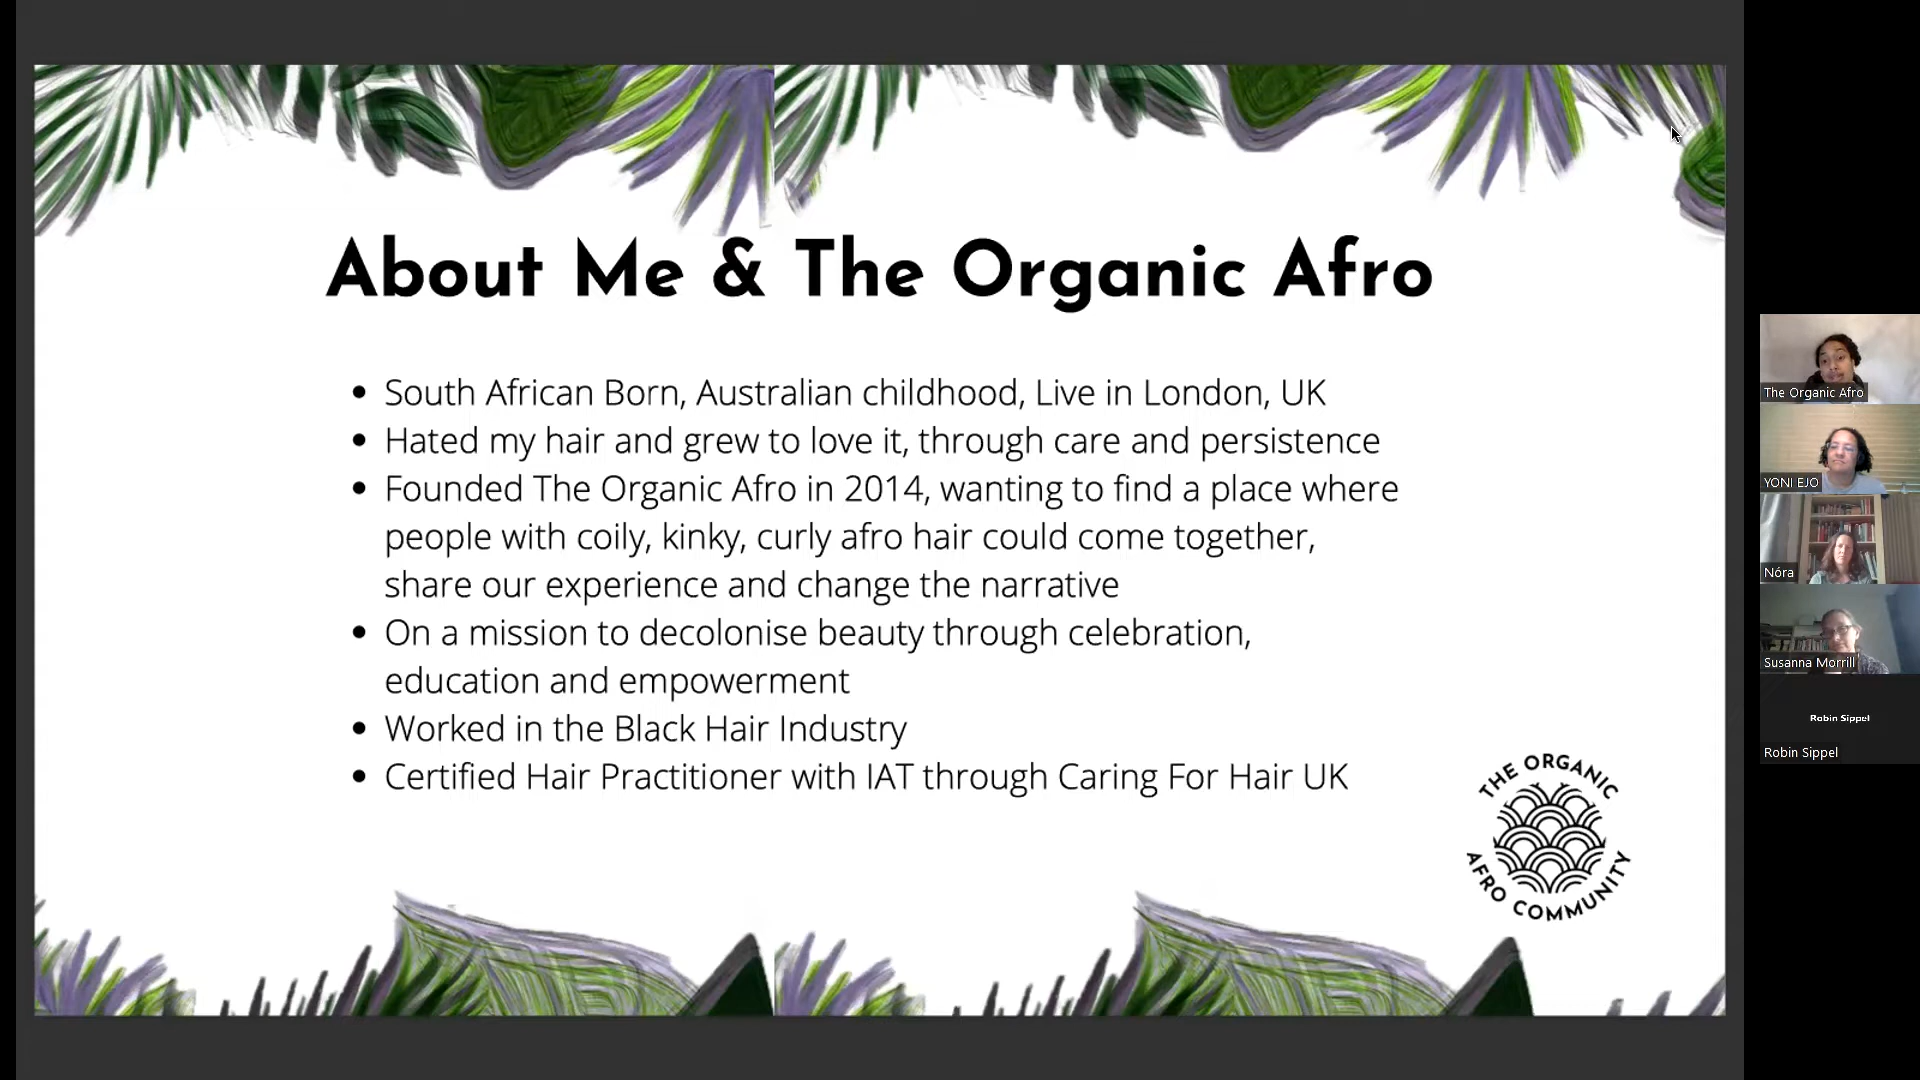 About Me & The Organic Afro
South African Born, Australian childhood, Live in London, UK
Hated my hair and grew to love it, through care and persistence
Founded The Organic Afro in 2014, wanting to find a place where
people with coily, kinky, curly afro hair could come together,
share our experience and change the narrative
On a mission to decolonise beauty through celebration,
education and empowerment
Worked in the Black Hair Industry
Certified Hair Practitioner with IAT through Caring For Hair UK
THE ORGANIC
AFRO COMMUNITY
The Organic Afro
YONI EJO
Nóra
Susanna Morrill
Robin Sippel
Robin Sippel